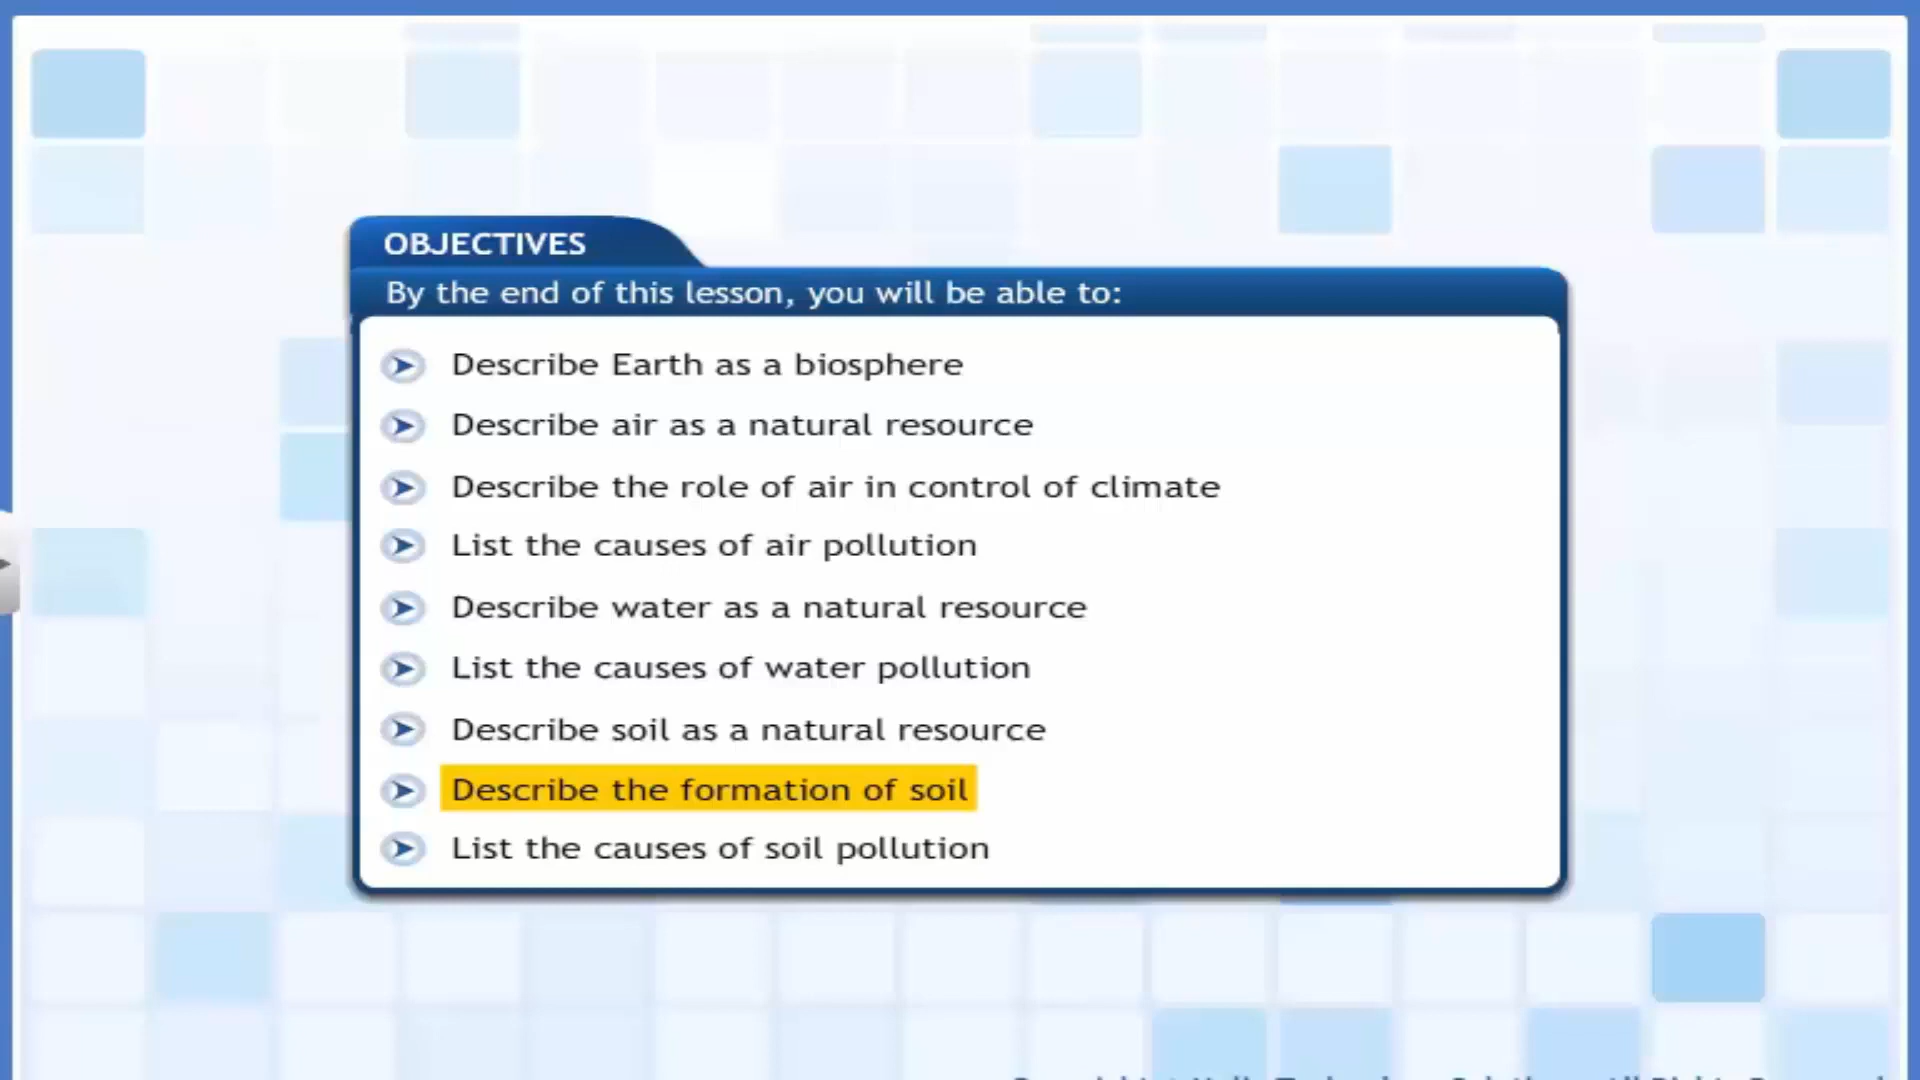 OBJECTIVES
By the end of this lesson, you will be able to:
Describe Earth as a biosphere
Describe air as a natural resource
Describe the role of air in control of climate
List the causes of air pollution
Describe water as a natural resource
List the causes of water pollution
Describe soil as a natural resource
Describe the formation of soil
List the causes of soil pollution